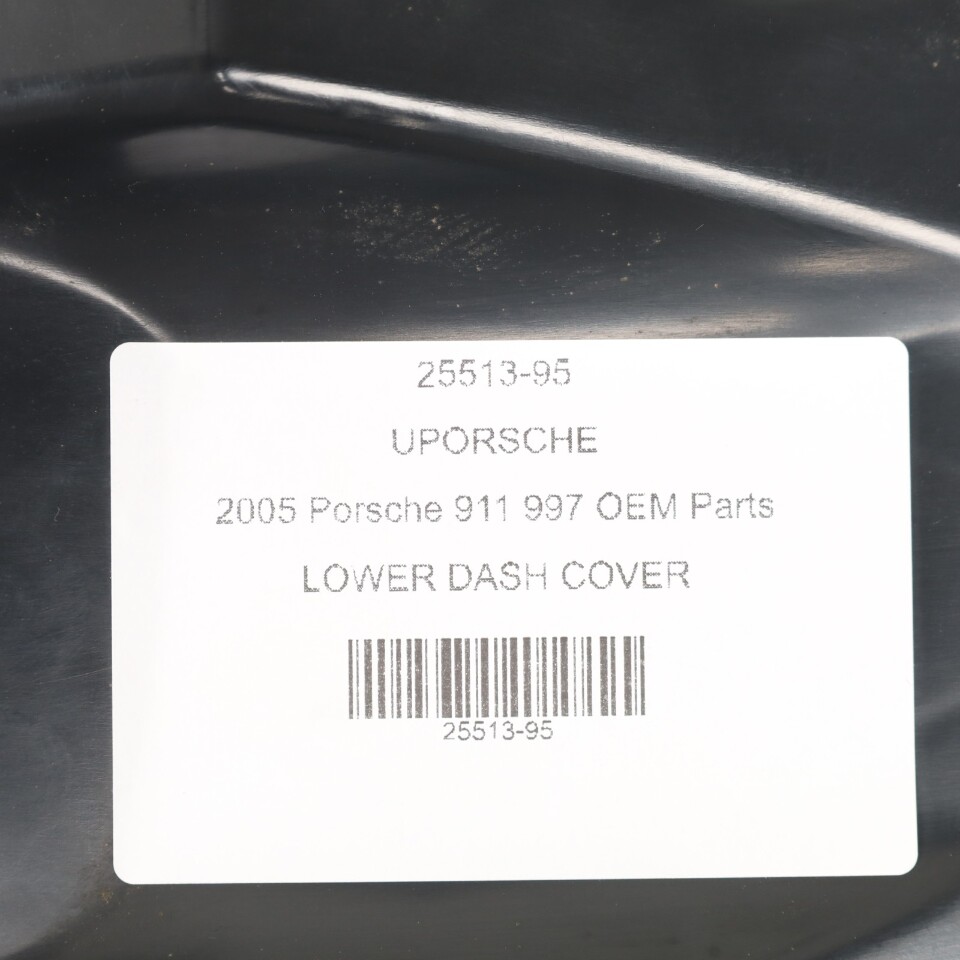 25513-95
UPORSCHE
2005 Porsche 911 997 OEM Parts
LOWER DASH COVER
25513-95